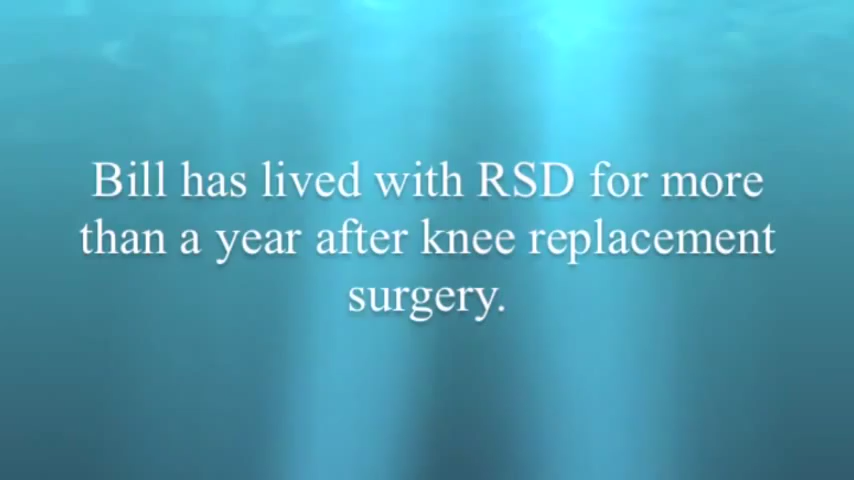 Bill has lived with RSD for more
than a year after knee replacement
surgery.